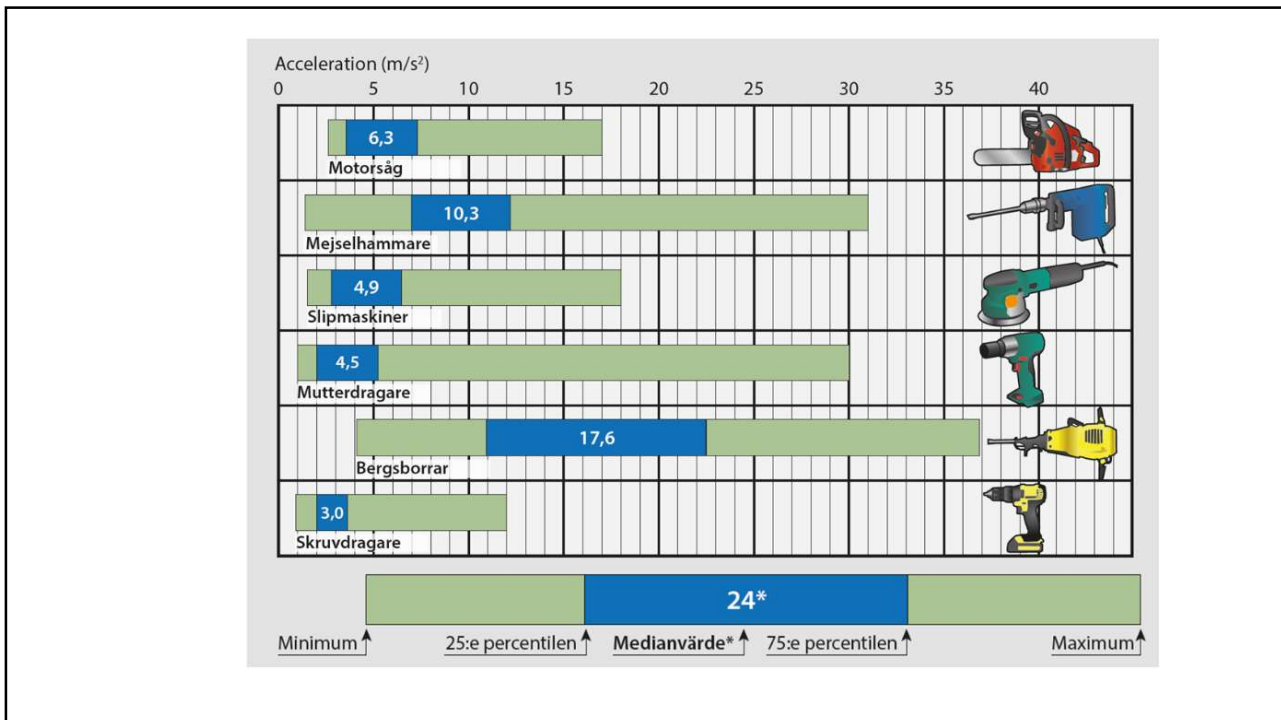 Acceleration (m/s²)
0 5 10 15 20 25 30 35 40
6,3
Motorsåg
10,3
Mejselhammare
4,9
Slipmaskiner
4,5
Mutterdragare
17,6
Bergsborrar
3,0
Skruvdragare
24*
Minimum 25:e percentilen Medianvärde* 75:e percentilen Maximum